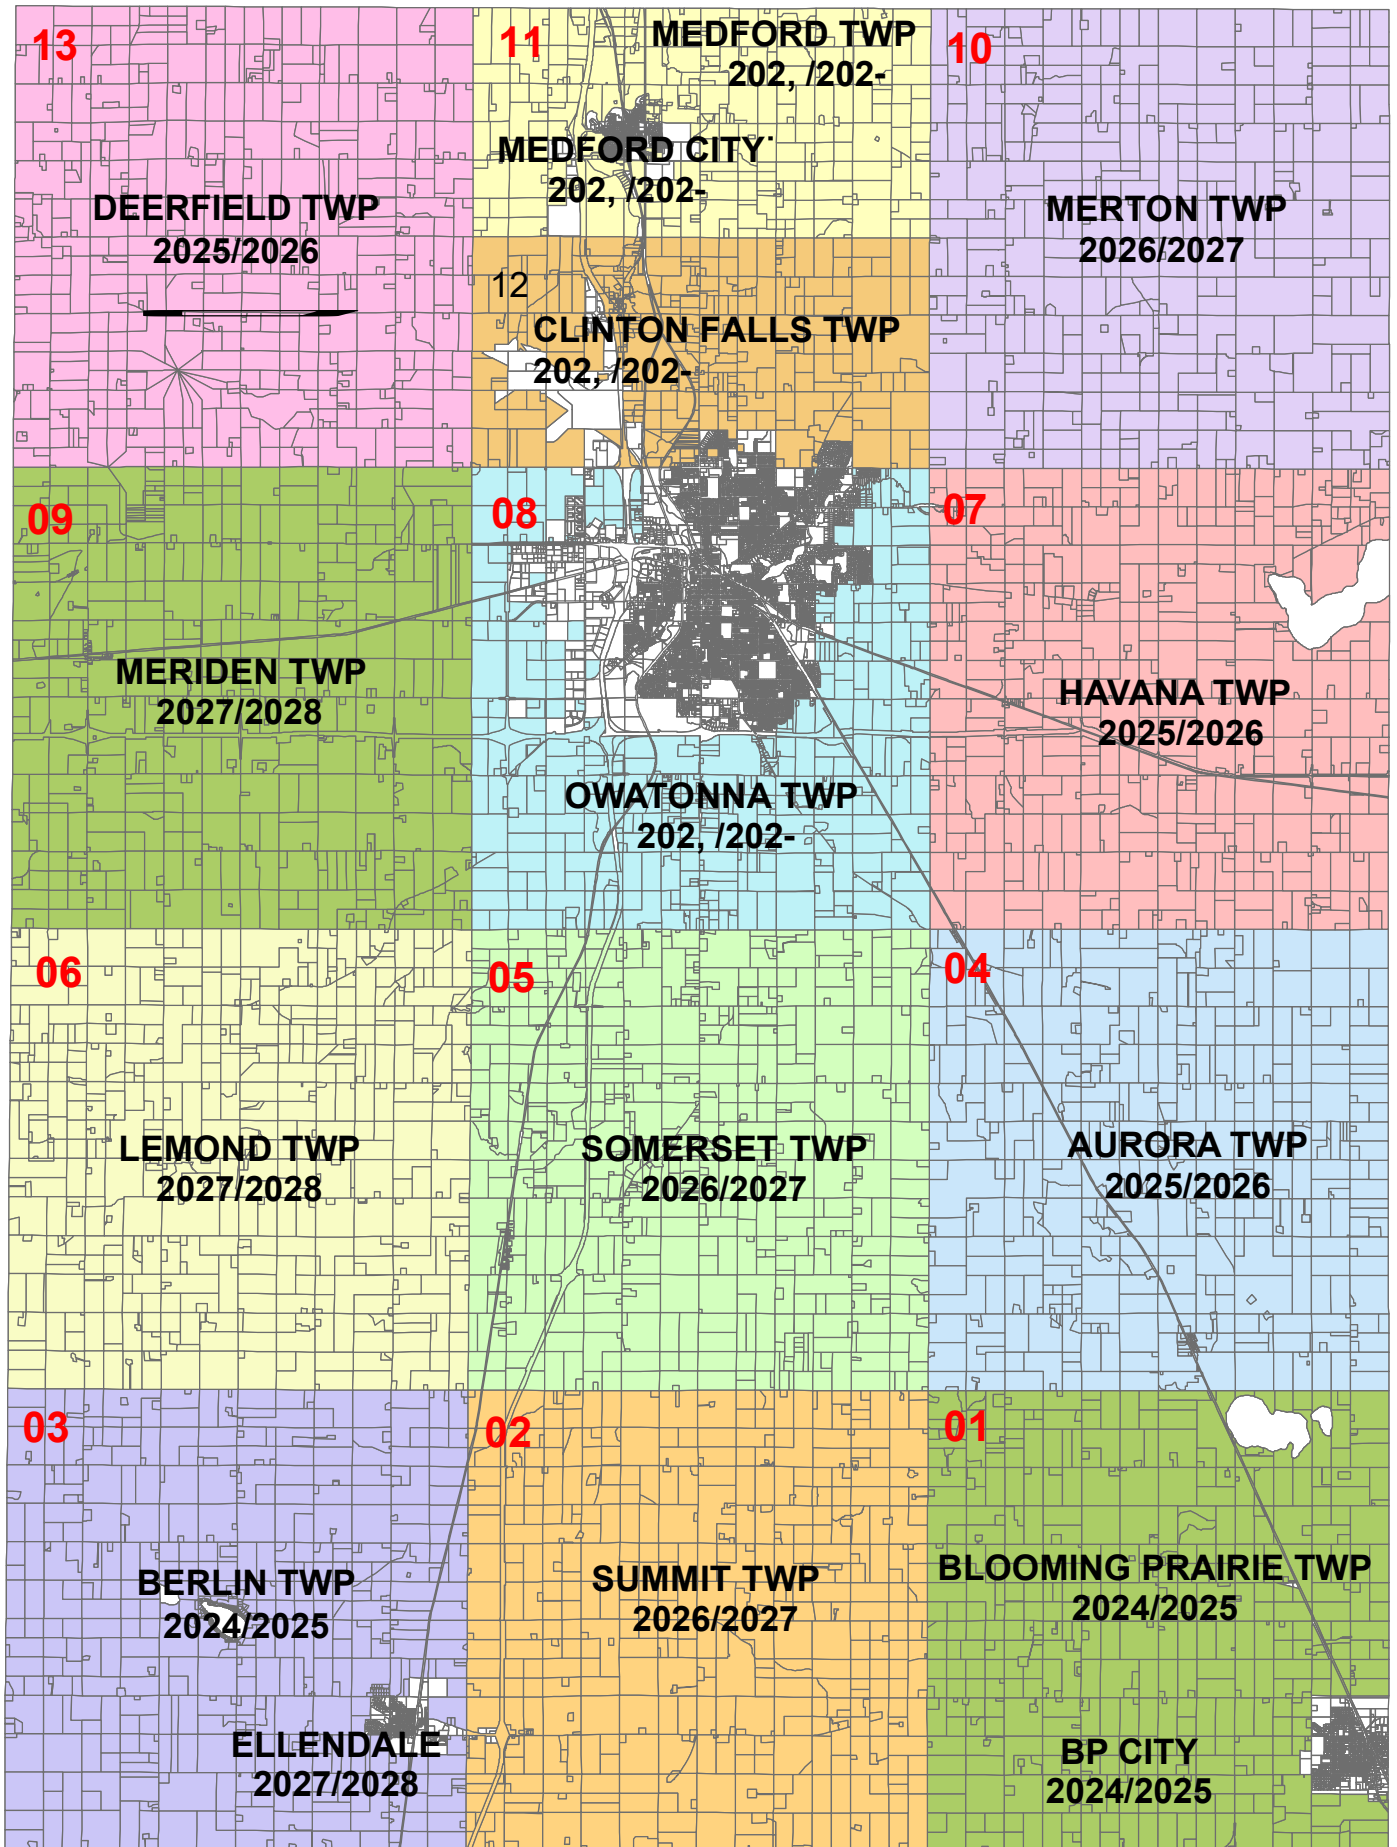 13
11
MEDFORD TWP
202, /202-
10
MEDFORD CITY
202, /202-
DEERFIELD TWP
2025/2026
MERTON TWP
2026/2027
12
CLINTON FALLS TWP
202, /202-
09
08
07
MERIDEN TWP
2027/2028
HAVANA TWP
2025/2026
OWATONNA TWP
202, /202-
06
05
04
LEMOND TWP
2027/2028
SOMERSET TWP
2026/2027
AURORA TWP
2025/2026
03
02
01
BERLIN TWP
2024/2025
SUMMIT TWP
2026/2027
BLOOMING PRAIRIE TWP
2024/2025
ELLENDALE
2027/2028
BP CITY
2024/2025